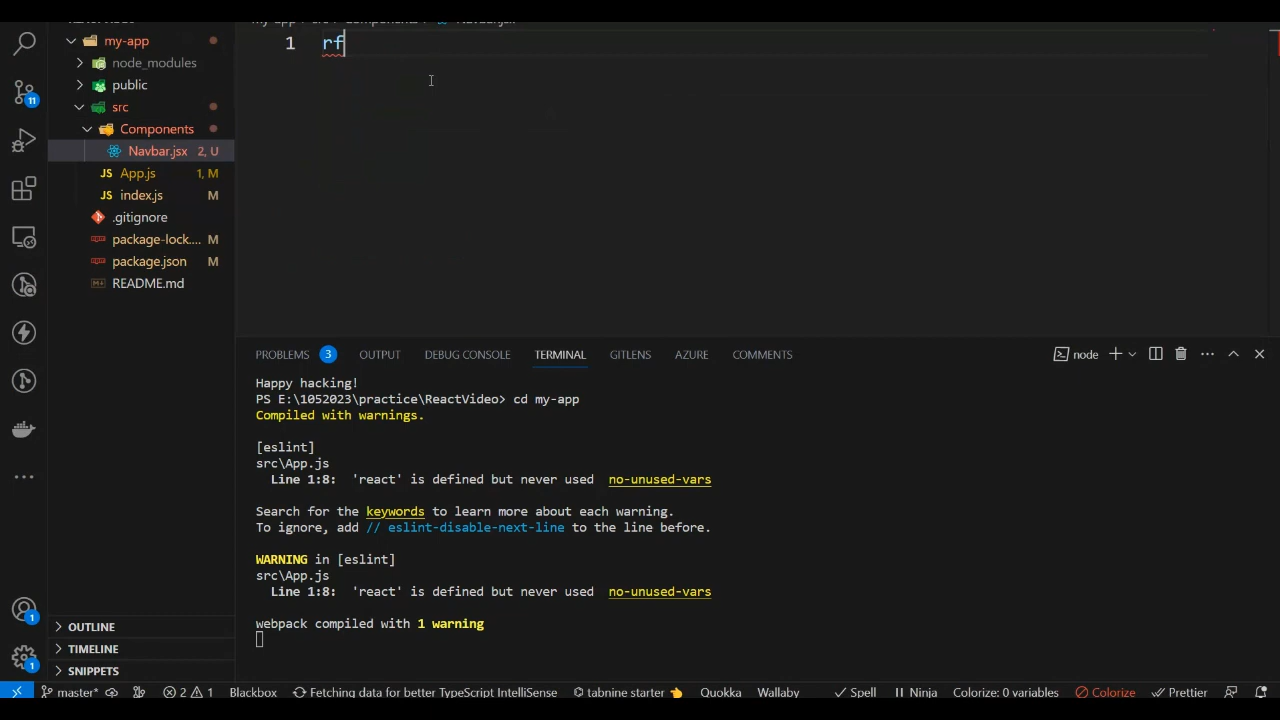 my-app
node_modules
public
src
Components
Navbar.jsx 2, U
App.js 1, M
index.js M
.gitignore
package-lock.... M
package.json M
README.md
11
1 rf
PROBLEMS 3 OUTPUT DEBUG CONSOLE TERMINAL GITLENS AZURE COMMENTS
node
Happy hacking!
PS E:\1052023\practice\ReactVideo> cd my-app
Compiled with warnings.
[eslint]
src\App.js
Line 1:8: 'react' is defined but never used no-unused-vars
Search for the keywords to learn more about each warning.
To ignore, add // eslint-disable-next-line to the line before.
WARNING in [eslint]
src\App.js
Line 1:8: 'react' is defined but never used no-unused-vars
webpack compiled with 1 warning
1
1
OUTLINE
TIMELINE
SNIPPETS
master* 2 1 Blackbox Fetching data for better TypeScript IntelliSense tabnine starter Quokka Wallaby Spell Ninja Colorize: 0 variables Colorize Prettier